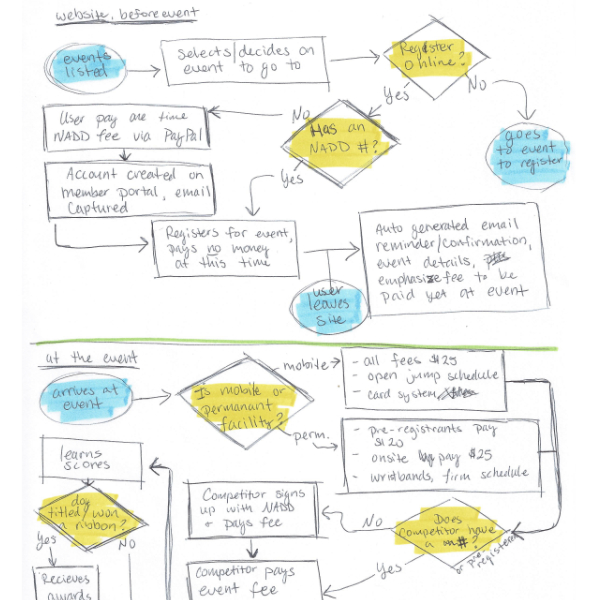 website, before event
events
listed
Selects/decides on
event to go to
Register
online?
No
Yes
goes
to event
to register
Has an
NADD #?
No
Yes
User pay one time
NADD fee via PayPal
Account created on
member portal, email
Captured
Registers for event,
pays no money
at this time
user
leaves
site
Auto generated email
reminder/confirmation,
event details,
emphasize fee to be
paid yet at event
at the event
arrives at
event
Is mobile or
permanant
facility?
mobile
- all fees $25
- open jump schedule
- card system
perm.
- pre-registrants pay
$20
- onsite pay $25
- wristbands, firm schedule
Does
competitor have
a #?
or pre
registered
No
Yes
Competitor signs
up with NADD
& pays fee
Competitor pays
event fee
learns
scores
dog
titled/won
a ribbon?
Yes
NO
Recieves
awards